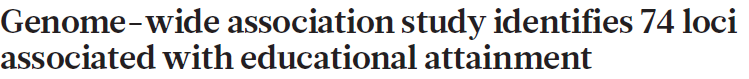 Genome-wide association study identifies 74 loci
associated with educational attainment